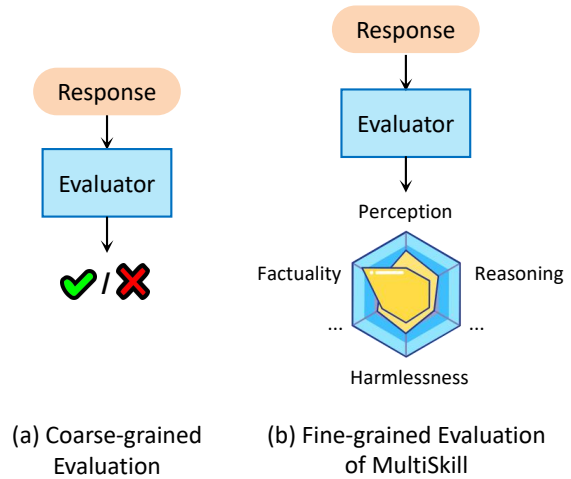 Response
Evaluator
/
(a) Coarse-grained
Evaluation
Response
Evaluator
Perception
Factuality
Reasoning
...
...
Harmlessness
(b) Fine-grained Evaluation
of MultiSkill